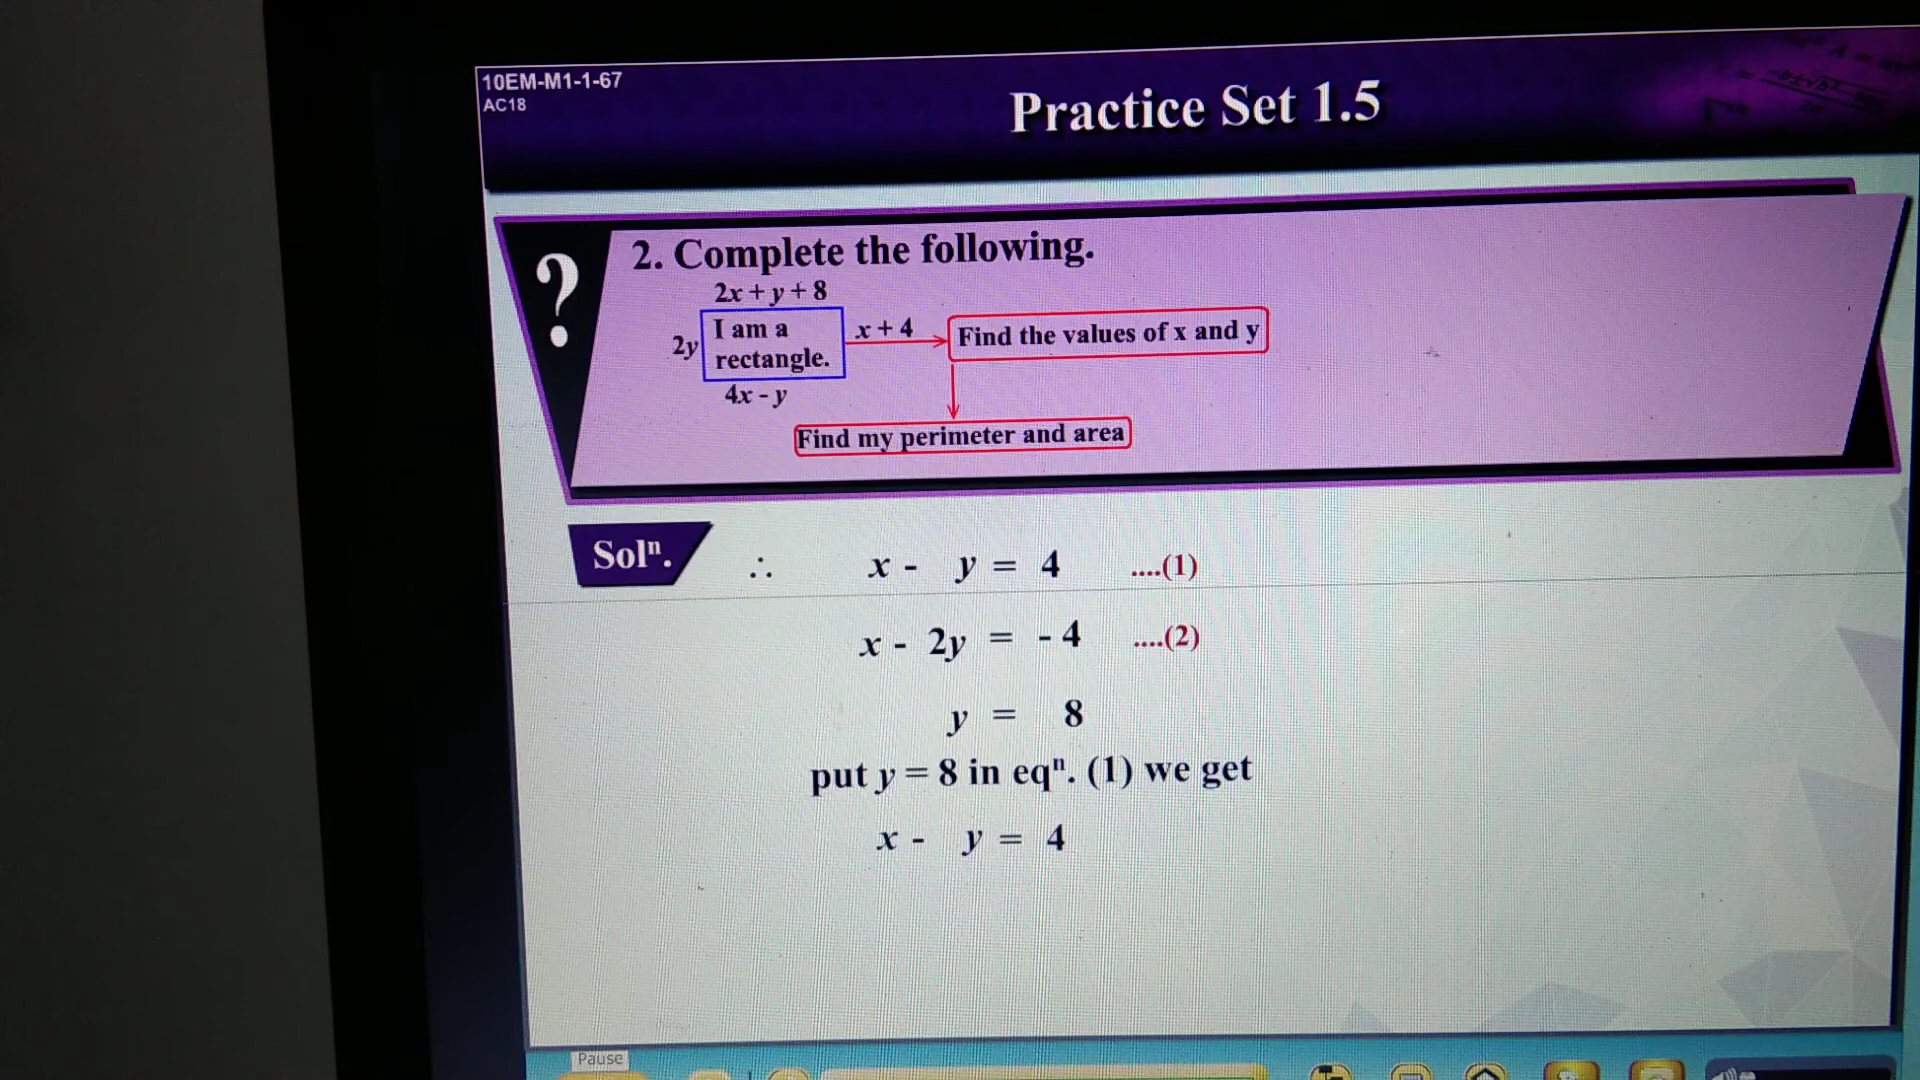 10EM-M1-1-67
AC18
Practice Set 1.5
?
2. Complete the following.
2x + y + 8
2y
I am a
rectangle.
x + 4
Find the values of x and y
4x - y
Find my perimeter and area
Solⁿ.
∴ x - y = 4 ....(1)
x - 2y = - 4 ....(2)
y = 8
put y = 8 in eqⁿ. (1) we get
x - y = 4
Pause